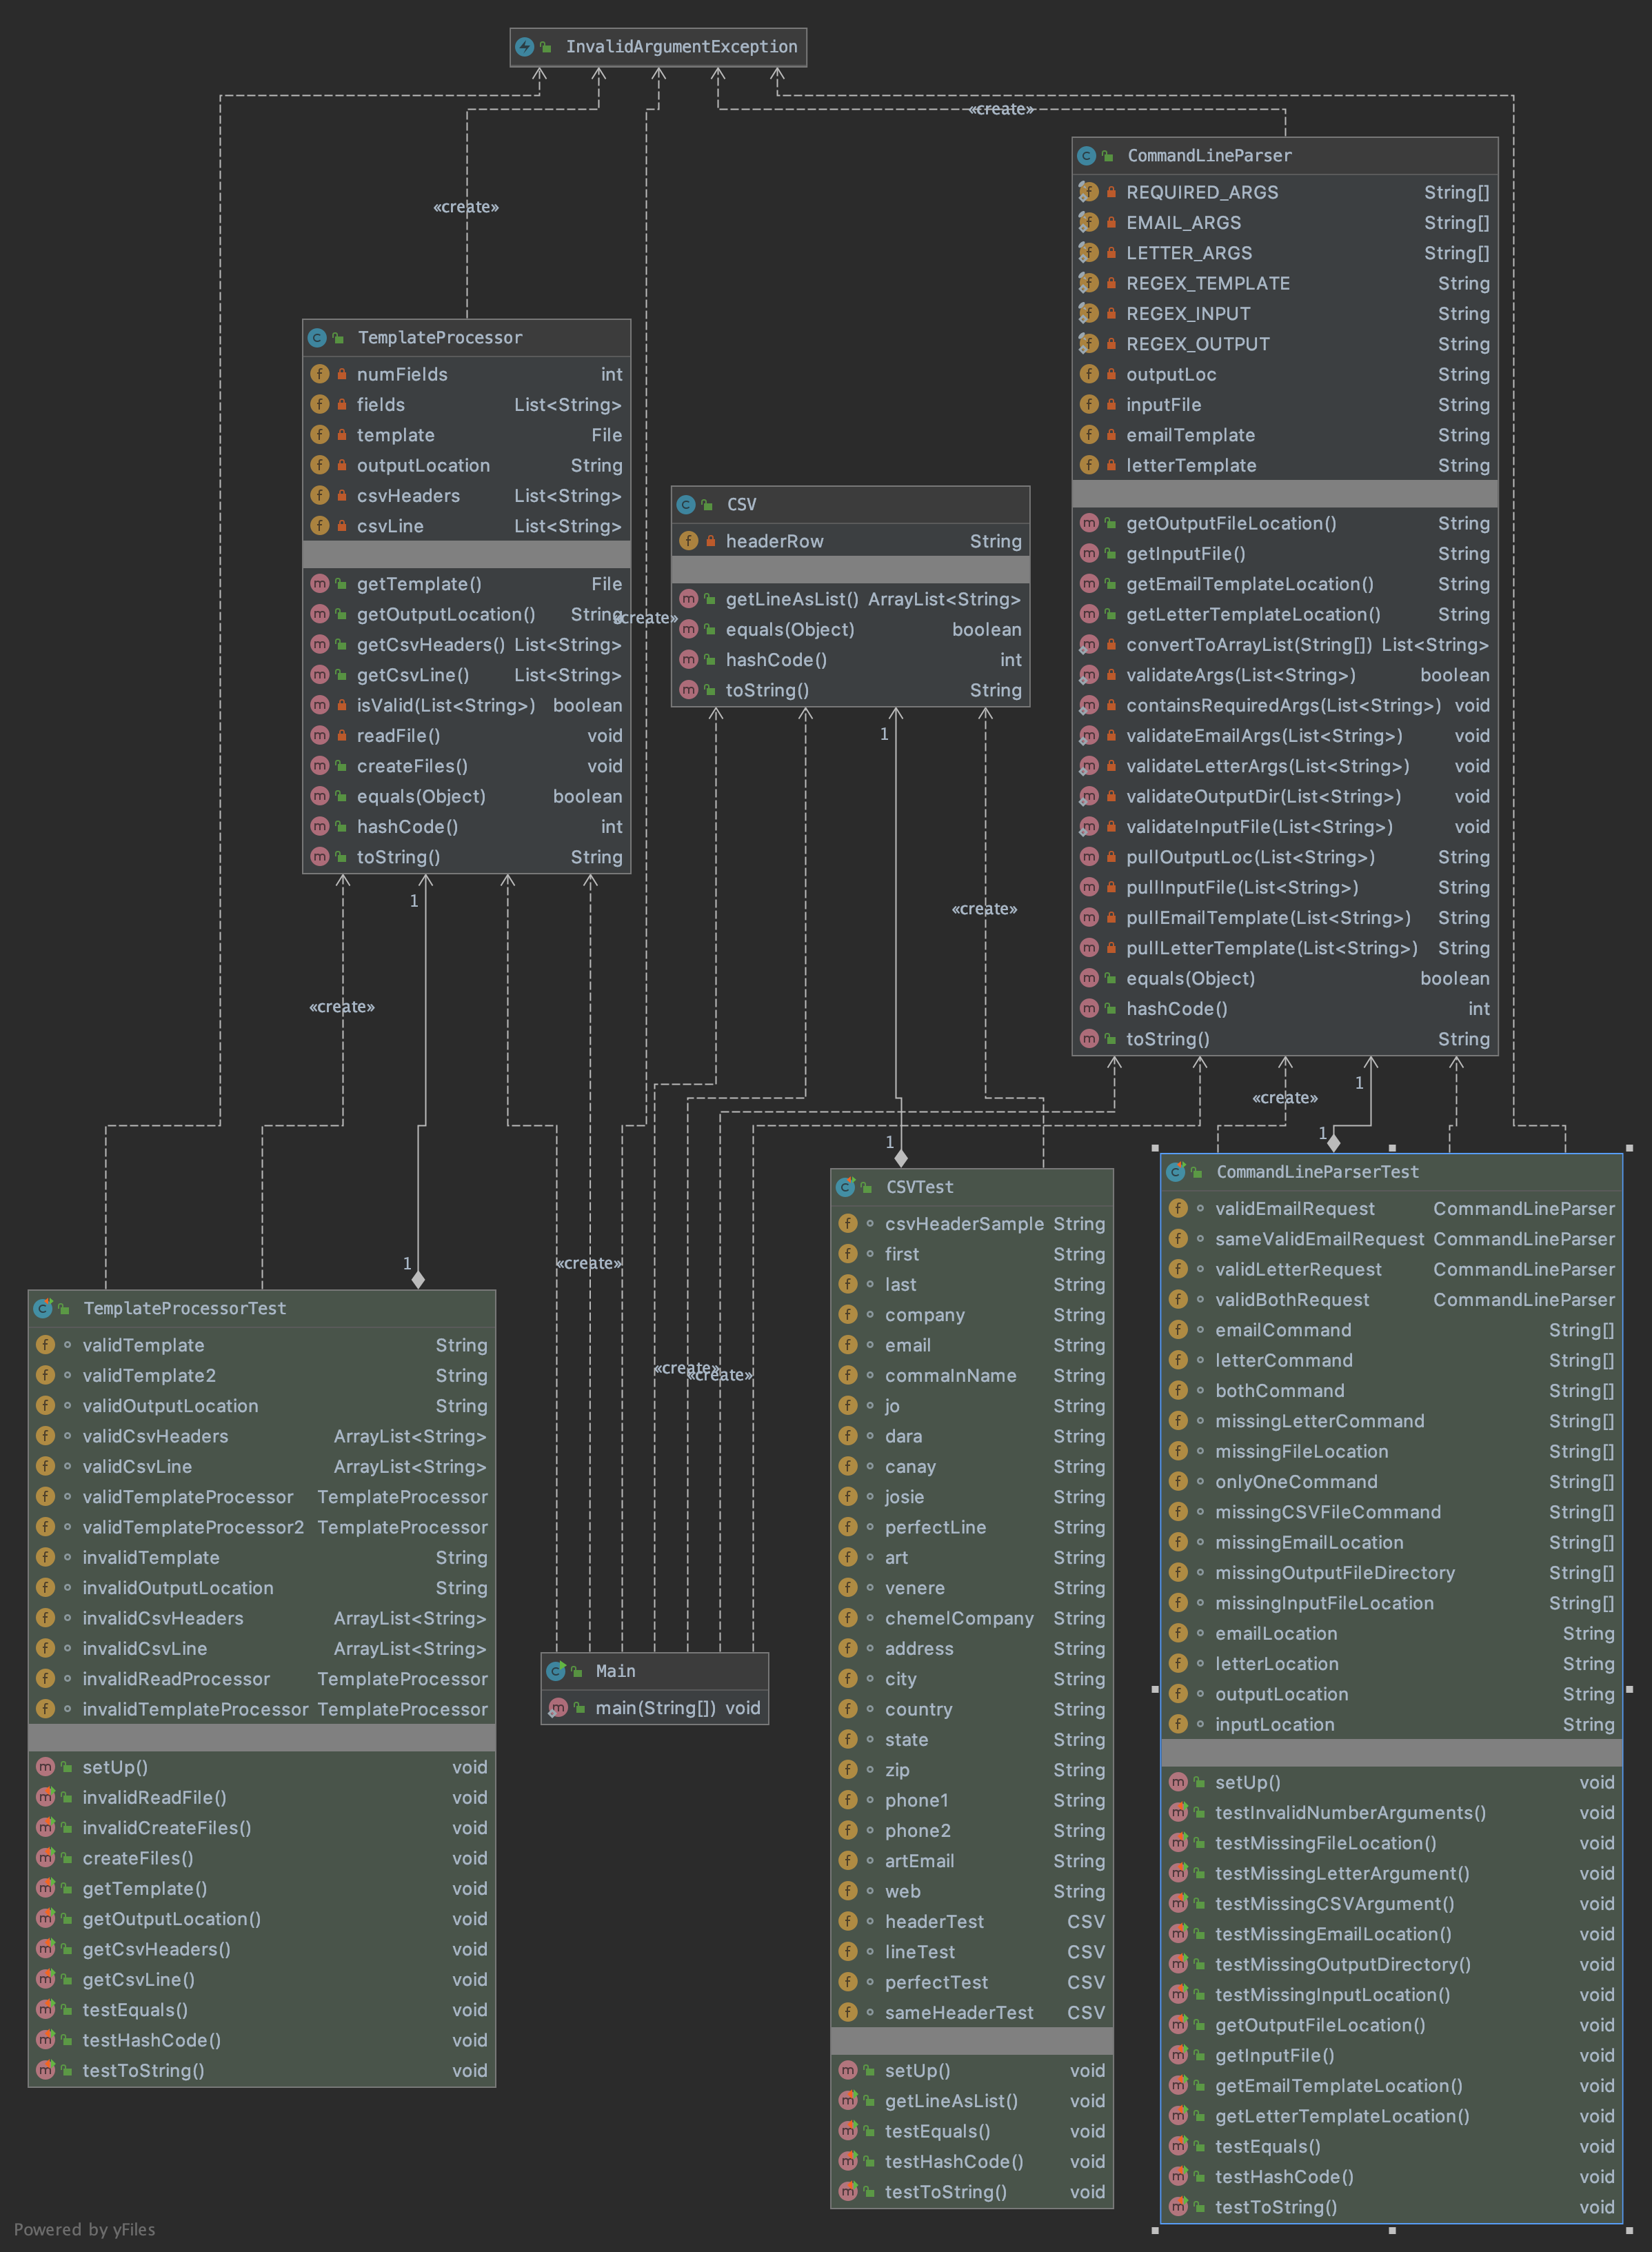 InvalidArgumentException
«create»
«create»
CommandLineParser
REQUIRED_ARGS String[]
EMAIL_ARGS String[]
LETTER_ARGS String[]
REGEX_TEMPLATE String
REGEX_INPUT String
REGEX_OUTPUT String
outputLoc String
inputFile String
emailTemplate String
letterTemplate String
getOutputFileLocation() String
getInputFile() String
getEmailTemplateLocation() String
getLetterTemplateLocation() String
convertToArrayList(String[]) List<String>
validateArgs(List<String>) boolean
containsRequiredArgs(List<String>) void
validateEmailArgs(List<String>) void
validateLetterArgs(List<String>) void
validateOutputDir(List<String>) void
validateInputFile(List<String>) void
pullOutputLoc(List<String>) String
pullInputFile(List<String>) String
pullEmailTemplate(List<String>) String
pullLetterTemplate(List<String>) String
equals(Object) boolean
hashCode() int
toString() String
TemplateProcessor
numFields int
fields List<String>
template File
outputLocation String
csvHeaders List<String>
csvLine List<String>
getTemplate() File
getOutputLocation() String
getCsvHeaders() List<String>
getCsvLine() List<String>
isValid(List<String>) boolean
readFile() void
createFiles() void
equals(Object) boolean
hashCode() int
toString() String
«create»
CSV
headerRow String
getLineAsList() ArrayList<String>
equals(Object) boolean
hashCode() int
toString() String
1
1
«create»
«create»
1
«create»
1
1
1
«create»
«create»
«create»
TemplateProcessorTest
validTemplate String
validTemplate2 String
validOutputLocation String
validCsvHeaders ArrayList<String>
validCsvLine ArrayList<String>
validTemplateProcessor TemplateProcessor
validTemplateProcessor2 TemplateProcessor
invalidTemplate String
invalidOutputLocation String
invalidCsvHeaders ArrayList<String>
invalidCsvLine ArrayList<String>
invalidReadProcessor TemplateProcessor
invalidTemplateProcessor TemplateProcessor
setUp() void
invalidReadFile() void
invalidCreateFiles() void
createFiles() void
getTemplate() void
getOutputLocation() void
getCsvHeaders() void
getCsvLine() void
testEquals() void
testHashCode() void
testToString() void
Main
main(String[]) void
CSVTest
csvHeaderSample String
first String
last String
company String
email String
commaInName String
jo String
dara String
canay String
josie String
perfectLine String
art String
venere String
chemelCompany String
address String
city String
country String
state String
zip String
phone1 String
phone2 String
artEmail String
web String
headerTest CSV
lineTest CSV
perfectTest CSV
sameHeaderTest CSV
setUp() void
getLineAsList() void
testEquals() void
testHashCode() void
testToString() void
CommandLineParserTest
validEmailRequest CommandLineParser
sameValidEmailRequest CommandLineParser
validLetterRequest CommandLineParser
validBothRequest CommandLineParser
emailCommand String[]
letterCommand String[]
bothCommand String[]
missingLetterCommand String[]
missingFileLocation String[]
onlyOneCommand String[]
missingCSVFileCommand String[]
missingEmailLocation String[]
missingOutputFileDirectory String[]
missingInputFileLocation String[]
emailLocation String
letterLocation String
outputLocation String
inputLocation String
setUp() void
testInvalidNumberArguments() void
testMissingFileLocation() void
testMissingLetterArgument() void
testMissingCSVArgument() void
testMissingEmailLocation() void
testMissingOutputDirectory() void
testMissingInputLocation() void
getOutputFileLocation() void
getInputFile() void
getEmailTemplateLocation() void
getLetterTemplateLocation() void
testEquals() void
testHashCode() void
testToString() void
Powered by yFiles